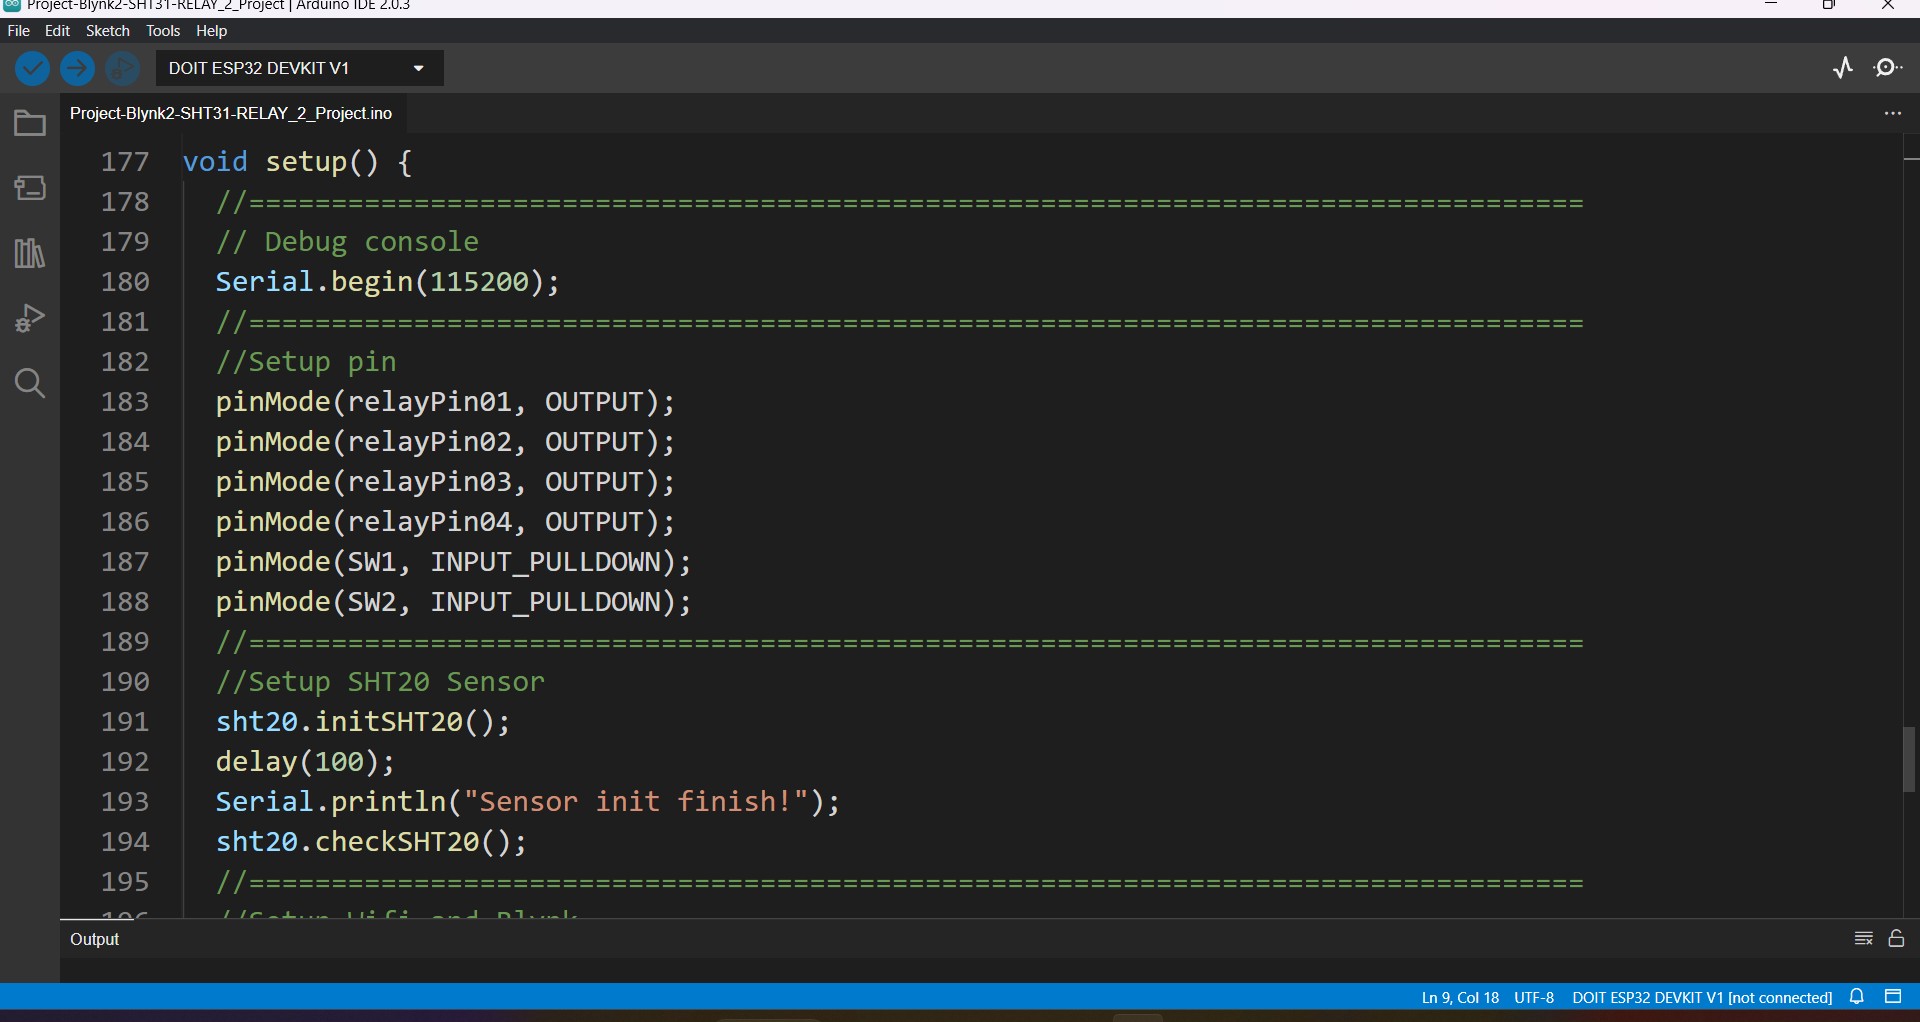 Project-Blynk2-SHT31-RELAY_2_Project | Arduino IDE 2.0.3
File Edit Sketch Tools Help
DOIT ESP32 DEVKIT V1
Project-Blynk2-SHT31-RELAY_2_Project.ino
177 void setup() {
178 //=================================================================================
179 // Debug console
180 Serial.begin(115200);
181 //=================================================================================
182 //Setup pin
183 pinMode(relayPin01, OUTPUT);
184 pinMode(relayPin02, OUTPUT);
185 pinMode(relayPin03, OUTPUT);
186 pinMode(relayPin04, OUTPUT);
187 pinMode(SW1, INPUT_PULLDOWN);
188 pinMode(SW2, INPUT_PULLDOWN);
189 //=================================================================================
190 //Setup SHT20 Sensor
191 sht20.initSHT20();
192 delay(100);
193 Serial.println("Sensor init finish!");
194 sht20.checkSHT20();
195 //=================================================================================
196 //Setup Wifi and Blynk
Output
Ln 9, Col 18 UTF-8 DOIT ESP32 DEVKIT V1 [not connected]